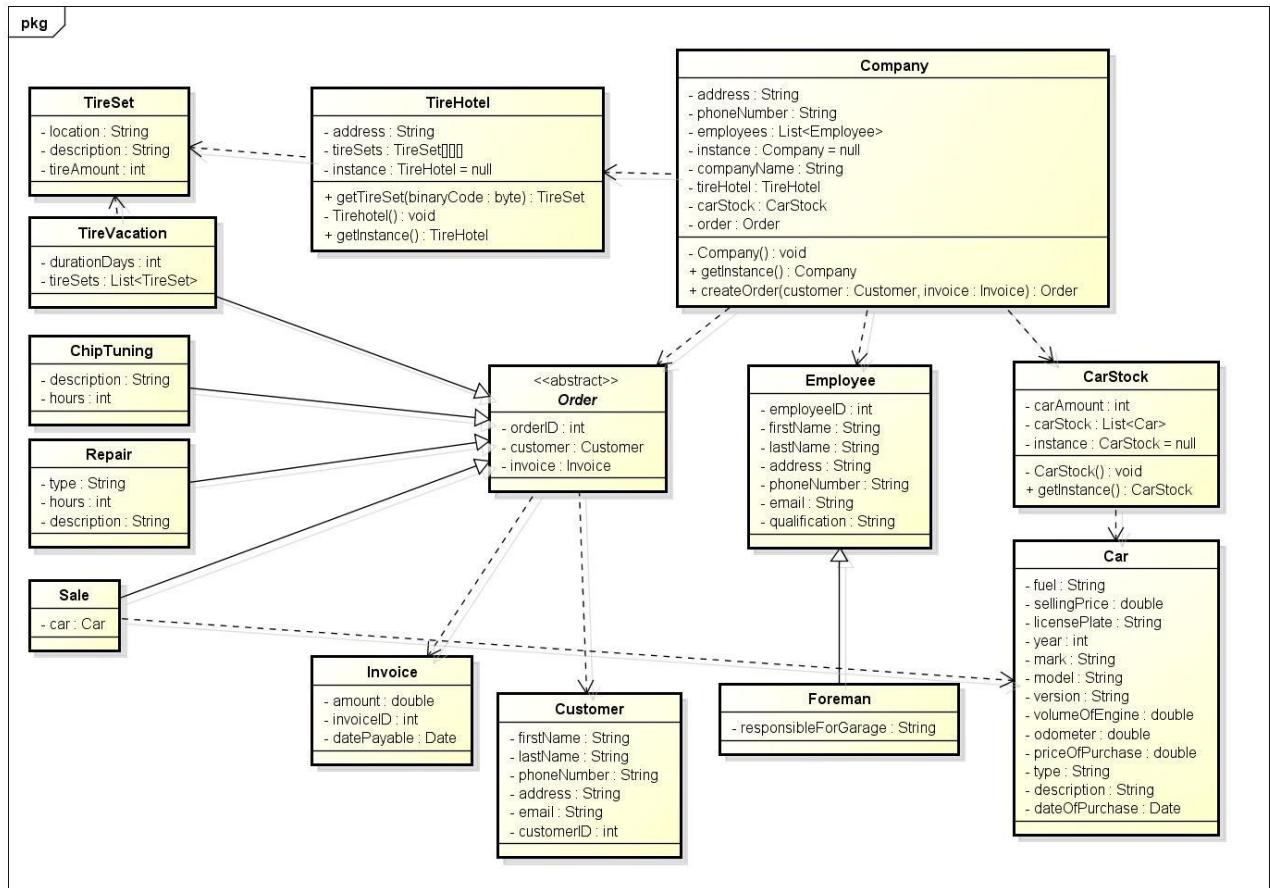 pkg
TireSet
- location : String
- description : String
- tireAmount : int
TireHotel
- address : String
- tireSets : TireSet[][][]
- instance : TireHotel = null
+ getTireSet(binaryCode : byte) : TireSet
- Tirehotel() : void
+ getInstance() : TireHotel
Company
- address : String
- phoneNumber : String
- employees : List<Employee>
- instance : Company = null
- companyName : String
- tireHotel : TireHotel
- carStock : CarStock
- order : Order
- Company() : void
+ getInstance() : Company
+ createOrder(customer : Customer, invoice : Invoice) : Order
TireVacation
- durationDays : int
- tireSets : List<TireSet>
ChipTuning
- description : String
- hours : int
Repair
- type : String
- hours : int
- description : String
Sale
- car : Car
<<abstract>>
Order
- orderID : int
- customer : Customer
- invoice : Invoice
Employee
- employeeID : int
- firstName : String
- lastName : String
- address : String
- phoneNumber : String
- email : String
- qualification : String
CarStock
- carAmount : int
- carStock : List<Car>
- instance : CarStock = null
- CarStock() : void
+ getInstance() : CarStock
Invoice
- amount : double
- invoiceID : int
- datePayable : Date
Customer
- firstName : String
- lastName : String
- phoneNumber : String
- address : String
- email : String
- customerID : int
Foreman
- responsibleForGarage : String
Car
- fuel : String
- sellingPrice : double
- licensePlate : String
- year : int
- mark : String
- model : String
- version : String
- volumeOfEngine : double
- odometer : double
- priceOfPurchase : double
- type : String
- description : String
- dateOfPurchase : Date